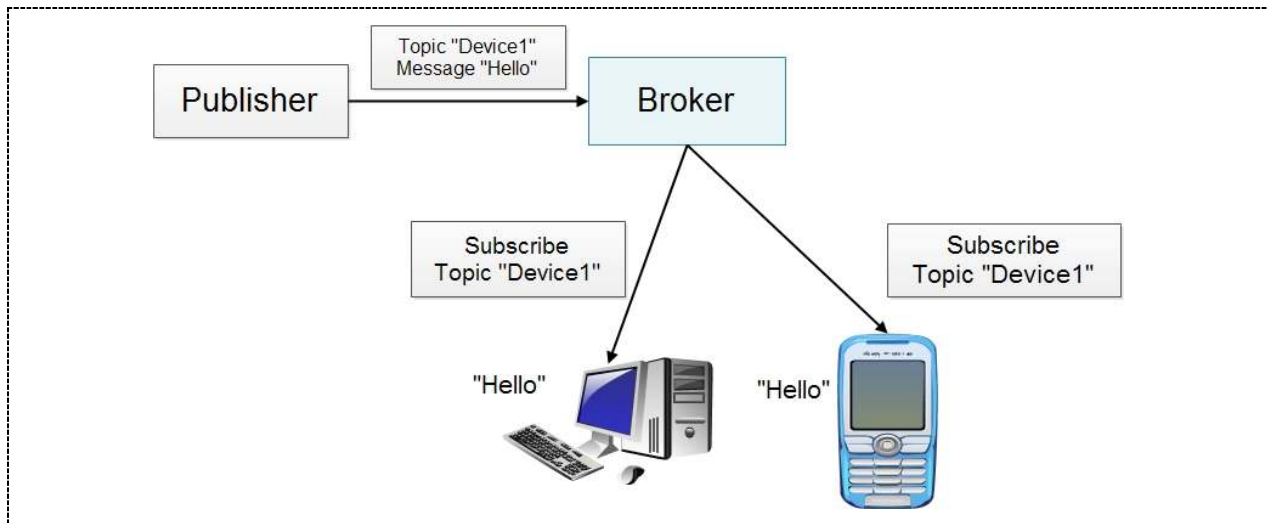 Topic "Device1"
Message "Hello"
Publisher
Broker
Subscribe
Topic "Device1"
Subscribe
Topic "Device1"
"Hello"
"Hello"